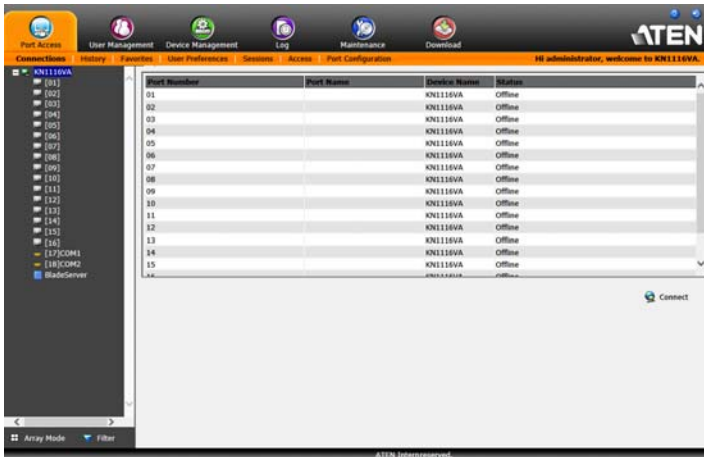 ATEN
Port Access User Management Device Management Log Maintenance Download
Connections History Favorites User Preferences Sessions Access Port Configuration Hi administrator, welcome to KN1116VA.
KN1116VA
[01]
[02]
[03]
[04]
[05]
[06]
[07]
[08]
[09]
[10]
[11]
[12]
[13]
[14]
[15]
[16]
[17]COM1
[18]COM2
BladeServer
Port Number Port Name Device Name Status
01 KN1116VA Offline
02 KN1116VA Offline
03 KN1116VA Offline
04 KN1116VA Offline
05 KN1116VA Offline
06 KN1116VA Offline
07 KN1116VA Offline
08 KN1116VA Offline
09 KN1116VA Offline
10 KN1116VA Offline
11 KN1116VA Offline
12 KN1116VA Offline
13 KN1116VA Offline
14 KN1116VA Offline
15 KN1116VA Offline
Connect
Array Mode Filter
ATEN Internreserved.